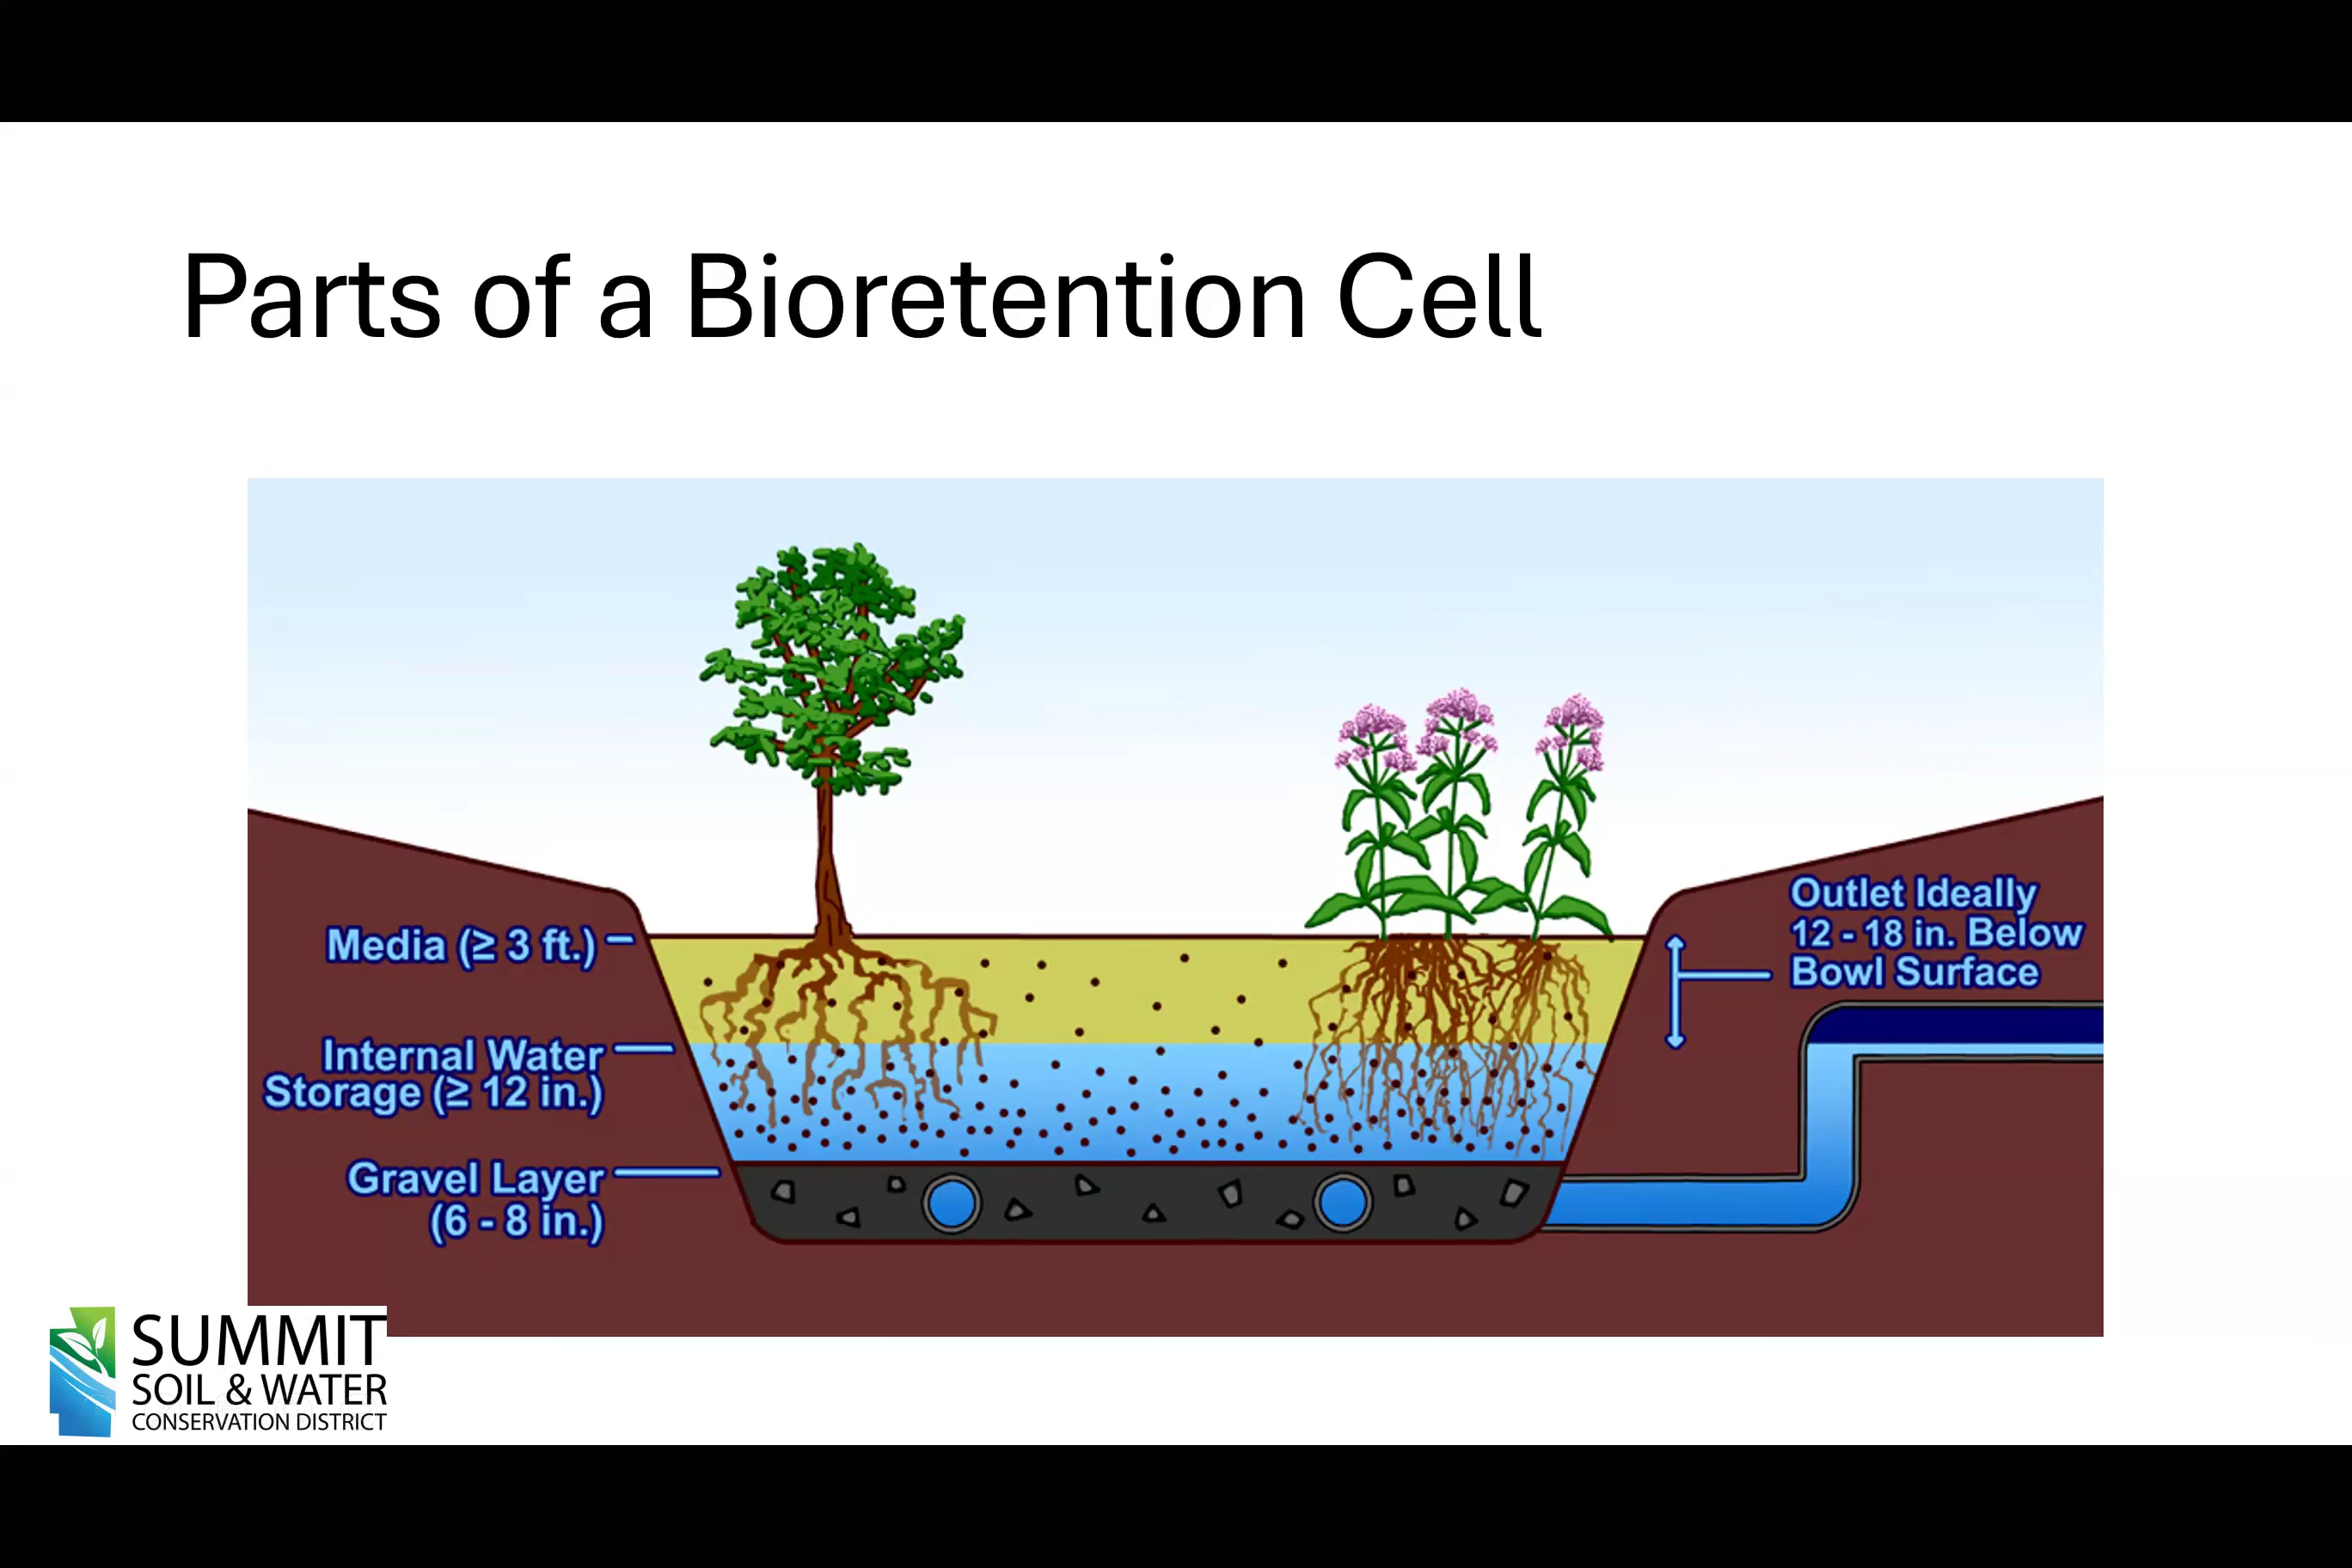 Parts of a Bioretention Cell
Media (≥ 3 ft.)
Internal Water
Storage (≥ 12 in.)
Gravel Layer
(6 - 8 in.)
Outlet Ideally
12 - 18 in. Below
Bowl Surface
SUMMIT
SOIL & WATER
CONSERVATION DISTRICT